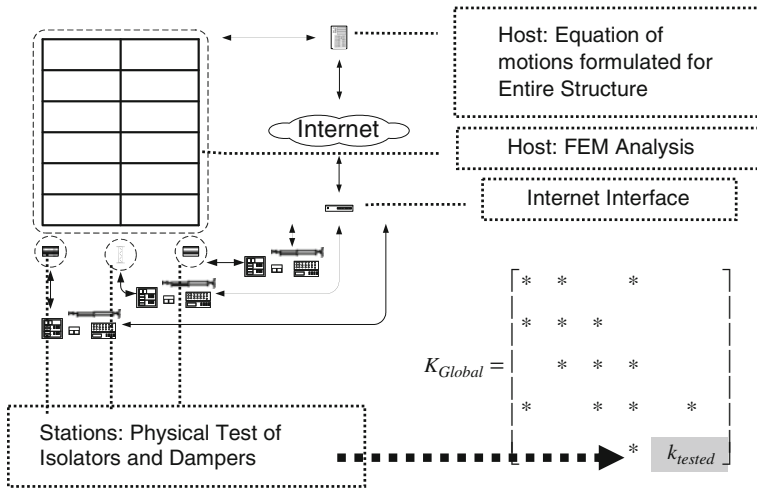 Host: Equation of
motions formulated for
Entire Structure
Internet
Host: FEM Analysis
Internet Interface
* * *
* * *
K_Global = * * *
* * * *
* k_tested
Stations: Physical Test of
Isolators and Dampers